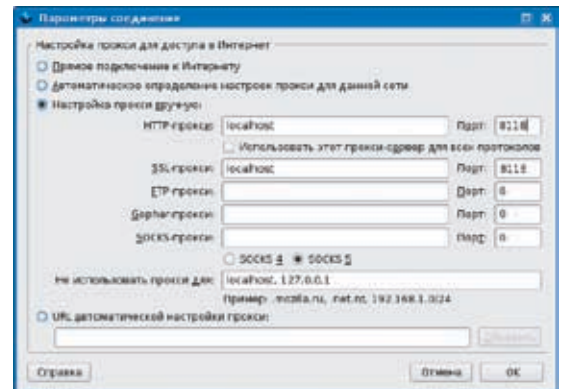 Параметры соединения
Настройка прокси для доступа в Интернет
Прямое подключение к Интернету
Автоматическое определение настроек прокси для данной сети
Настройка прокси вручную:
HTTP-прокси: localhost Порт: 8118
Использовать этот прокси-сервер для всех протоколов
SSL-прокси: localhost Порт: 8118
FTP-прокси: Порт: 0
Gopher-прокси: Порт: 0
SOCKS-прокси: Порт: 0
SOCKS 4 SOCKS 5
Не использовать прокси для: localhost, 127.0.0.1
Пример: .mozilla.ru, .net.nz, 192.168.1.0/24
URL автоматической настройки прокси:
Обновить
Справка Отмена OK